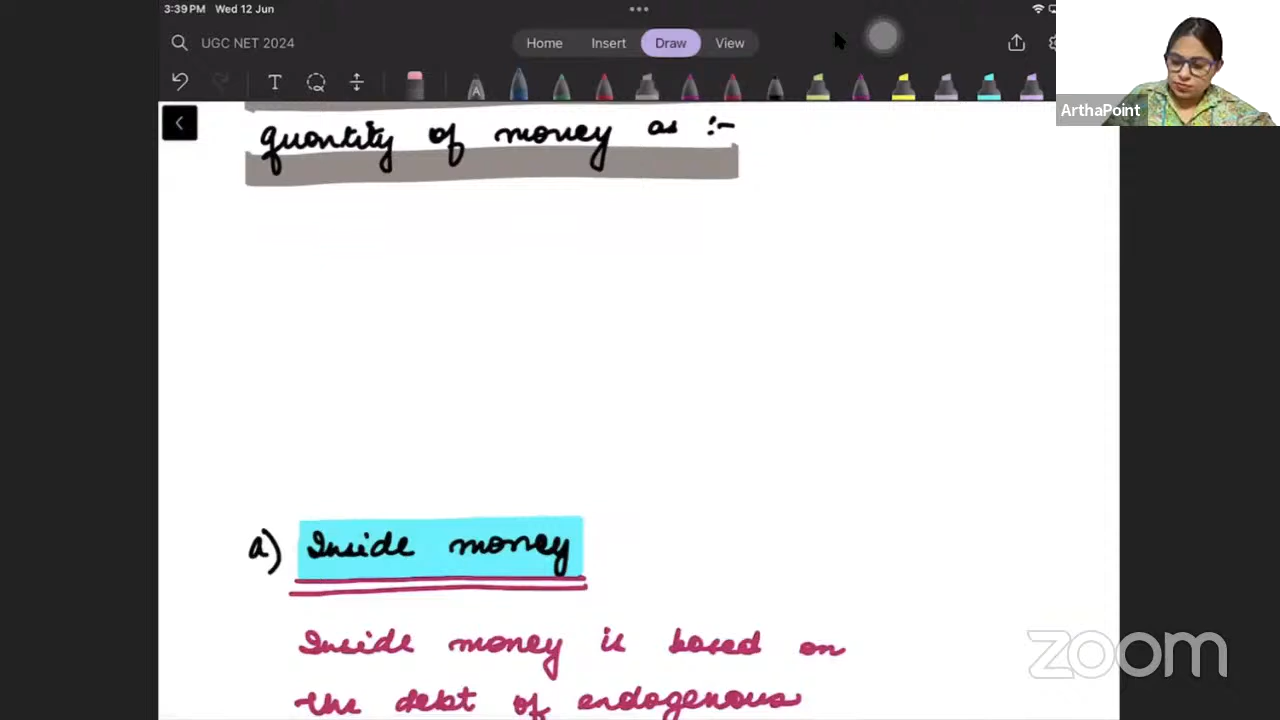 3:39 PM Wed 12 Jun
UGC NET 2024
Home Insert Draw View
T
A
ArthaPoint
quantity of money as :-
a) Inside money
Inside money is based on
the debt of endogenous
zoom